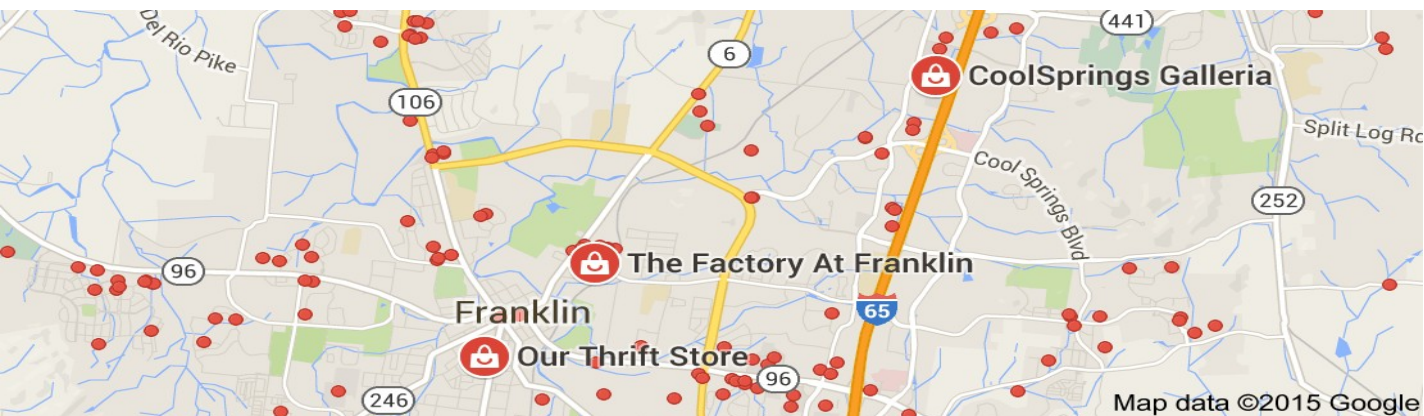 441
Del Rio Pike
6
CoolSprings Galleria
106
Split Log Rd
Cool Springs Blvd
252
96
The Factory At Franklin
Franklin
65
Our Thrift Store
96
246
Map data ©2015 Google